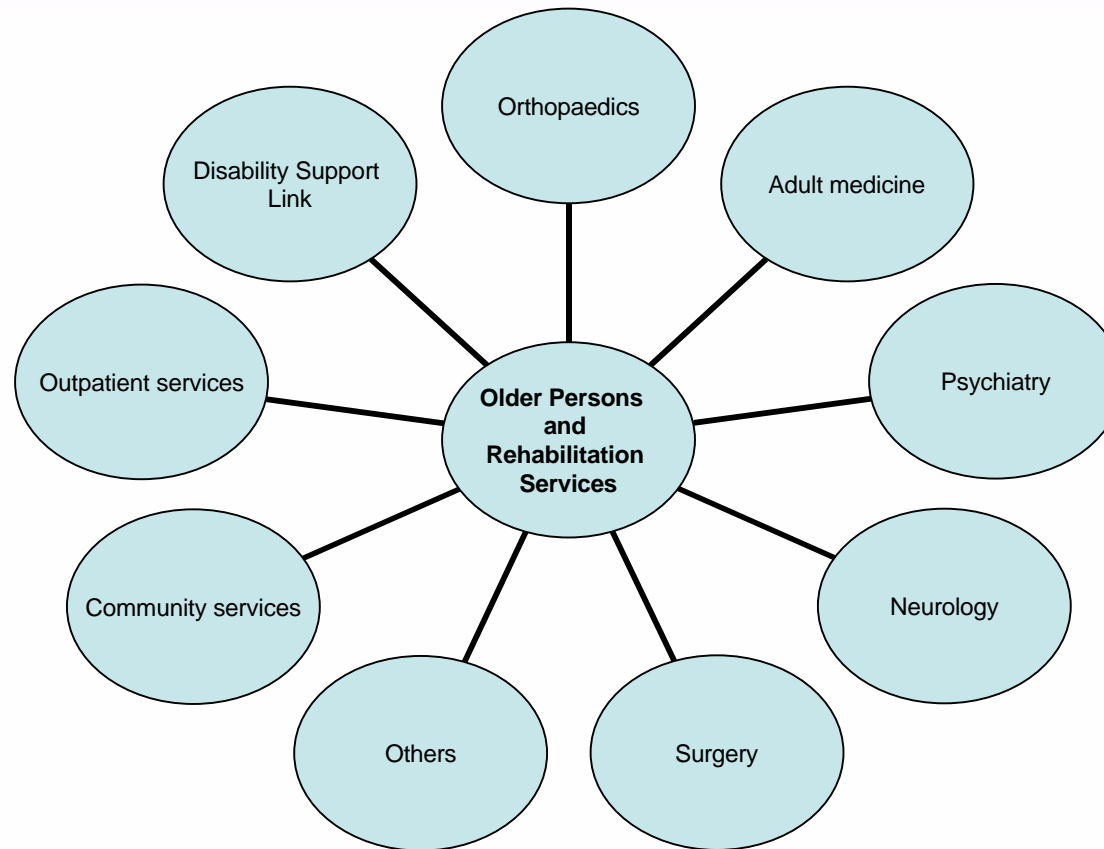 Orthopaedics
Disability Support
Link
Adult medicine
Outpatient services
Older Persons
and
Rehabilitation
Services
Psychiatry
Community services
Neurology
Others
Surgery